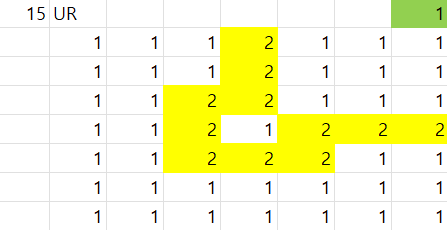 15 UR 1
1 1 1 2 1 1 1
1 1 1 2 1 1 1
1 1 2 2 1 1 1
1 1 2 1 2 2 2
1 1 2 2 2 1 1
1 1 1 1 1 1 1
1 1 1 1 1 1 1